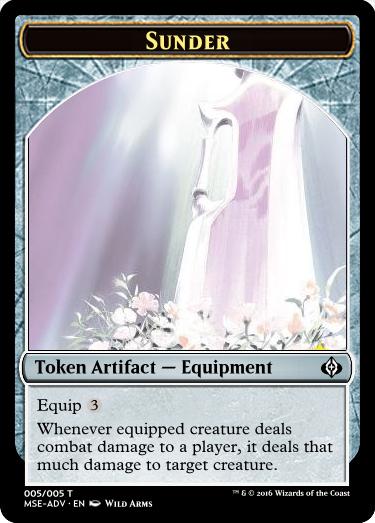 Sunder
Token Artifact — Equipment
Equip 3
Whenever equipped creature deals
combat damage to a player, it deals that
much damage to target creature.
005/005 T
MSE-ADV · EN Wild Arms
™ & © 2016 Wizards of the Coast